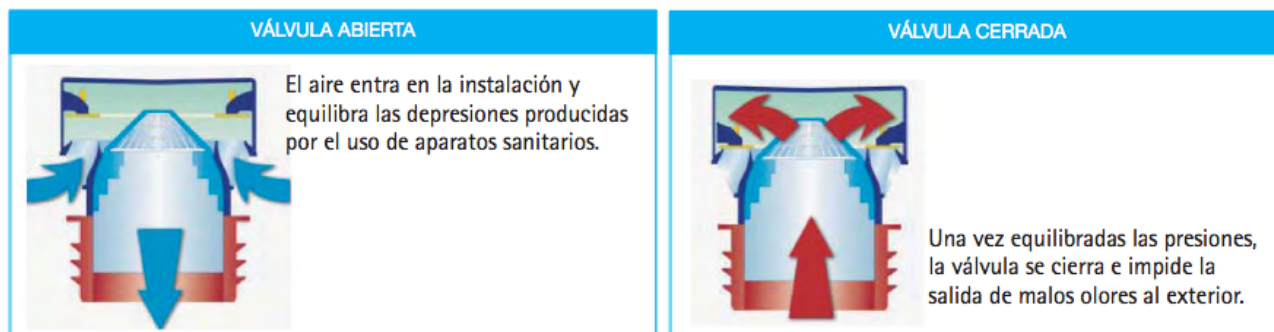 VÁLVULA ABIERTA
El aire entra en la instalación y
equilibra las depresiones producidas
por el uso de aparatos sanitarios.
VÁLVULA CERRADA
Una vez equilibradas las presiones,
la válvula se cierra e impide la
salida de malos olores al exterior.